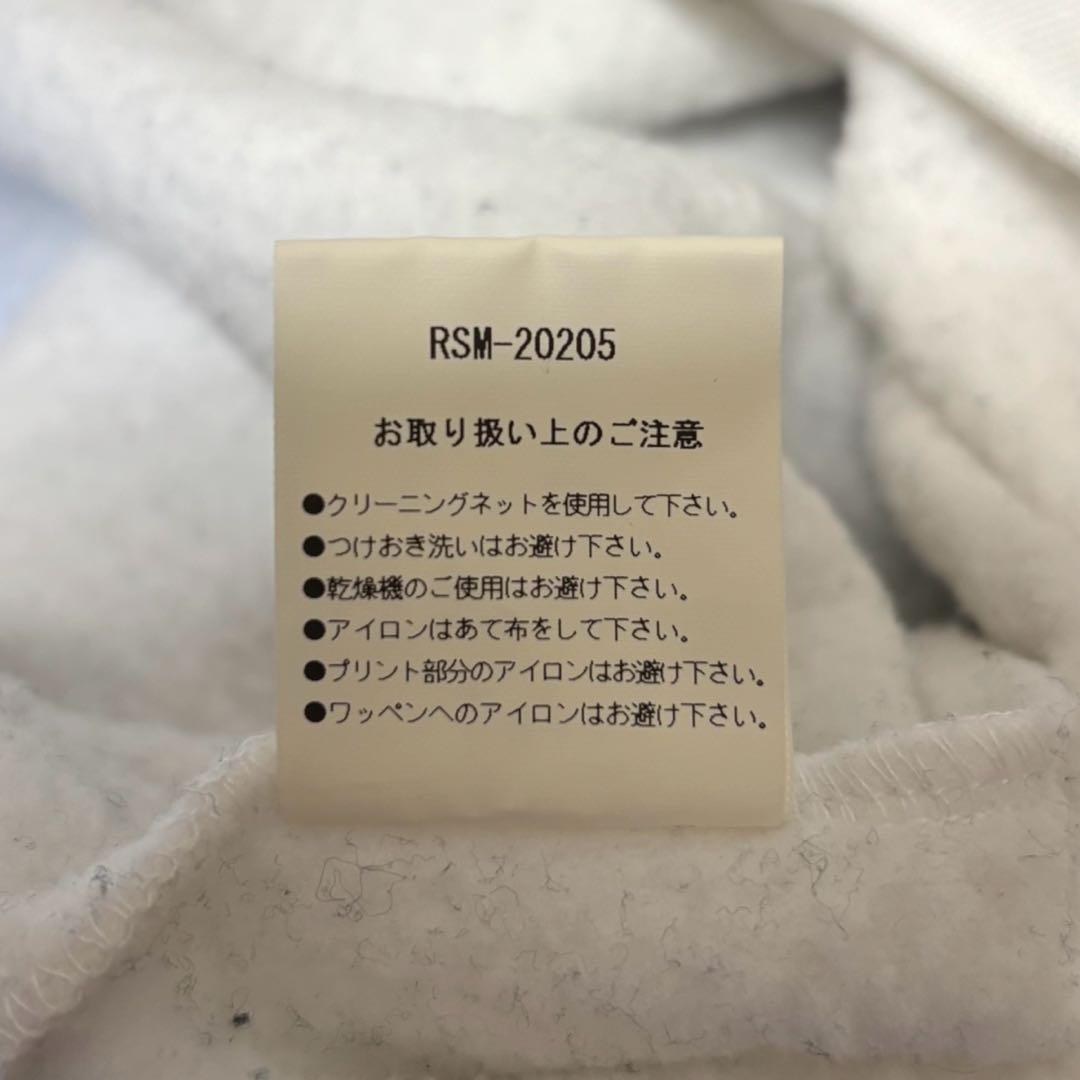 RSM-20205
お取り扱い上のご注意
●クリーニングネットを使用して下さい。
●つけおき洗いはお避け下さい。
●乾燥機のご使用はお避け下さい。
●アイロンはあて布をして下さい。
●プリント部分のアイロンはお避け下さい。
●ワッペンへのアイロンはお避け下さい。